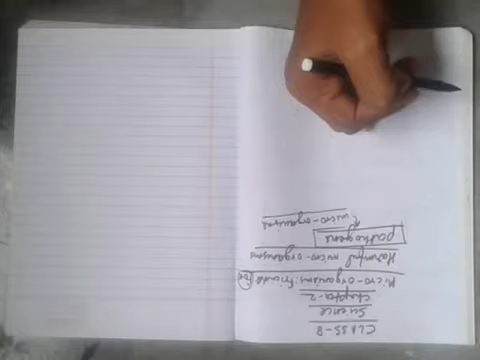 CLASS-8
Science
Chapter-2
Micro-organisms: Friend & Foe
Harmful micro-organisms
pathogens
micro-organisms